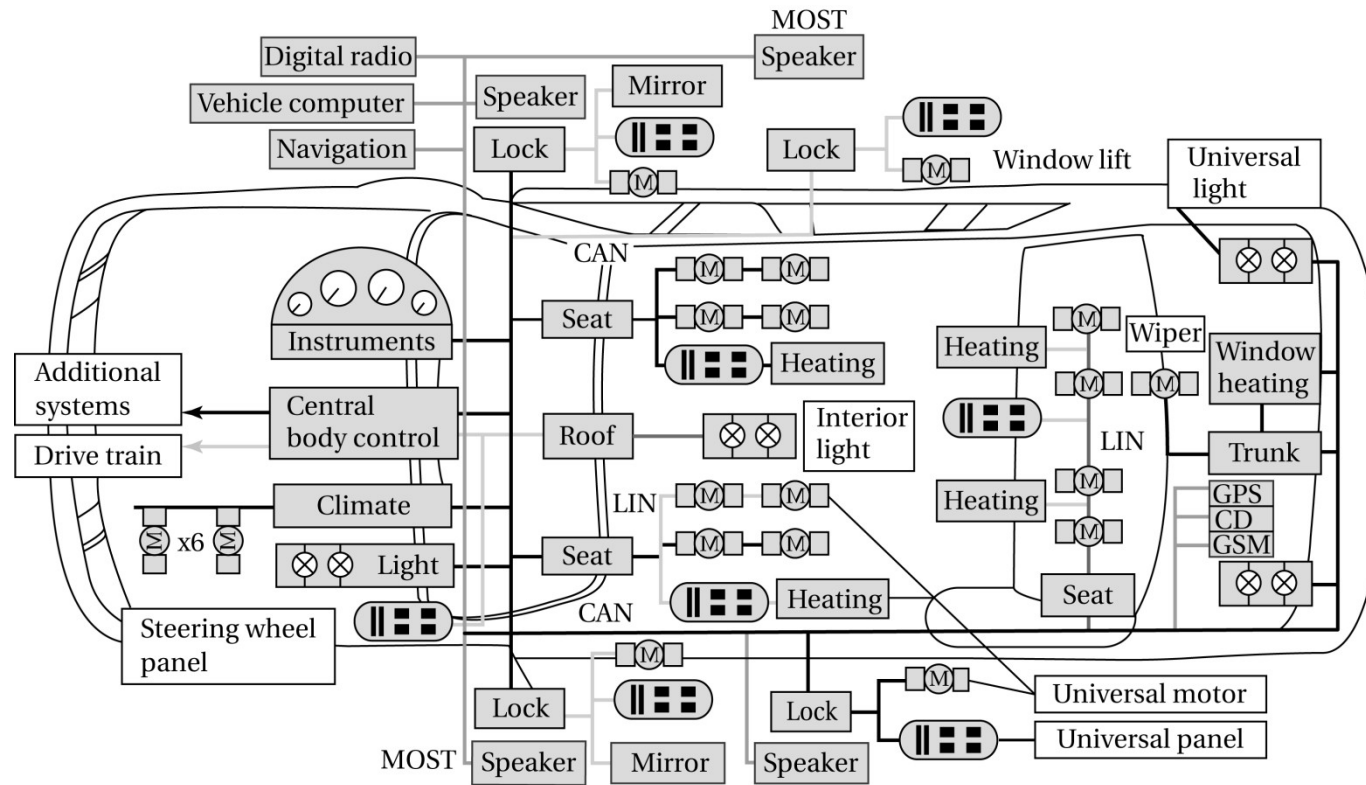 MOST
Digital radio
Speaker
Vehicle computer
Speaker
Mirror
Navigation
Lock
Lock
M
M
Window lift
Universal
light
CAN
M
M
Seat
M
M
Heating
Instruments
M
Heating
Wiper
M
M
Window
heating
Additional
systems
Central
body control
Roof
Interior
light
LIN
Trunk
Drive train
Climate
LIN
M
M
Heating
M
GPS
CD
GSM
M
x6
M
Seat
M
M
M
Light
Heating
Seat
CAN
Steering wheel
panel
M
M
Lock
Lock
Universal motor
Universal panel
MOST
Speaker
Mirror
Speaker